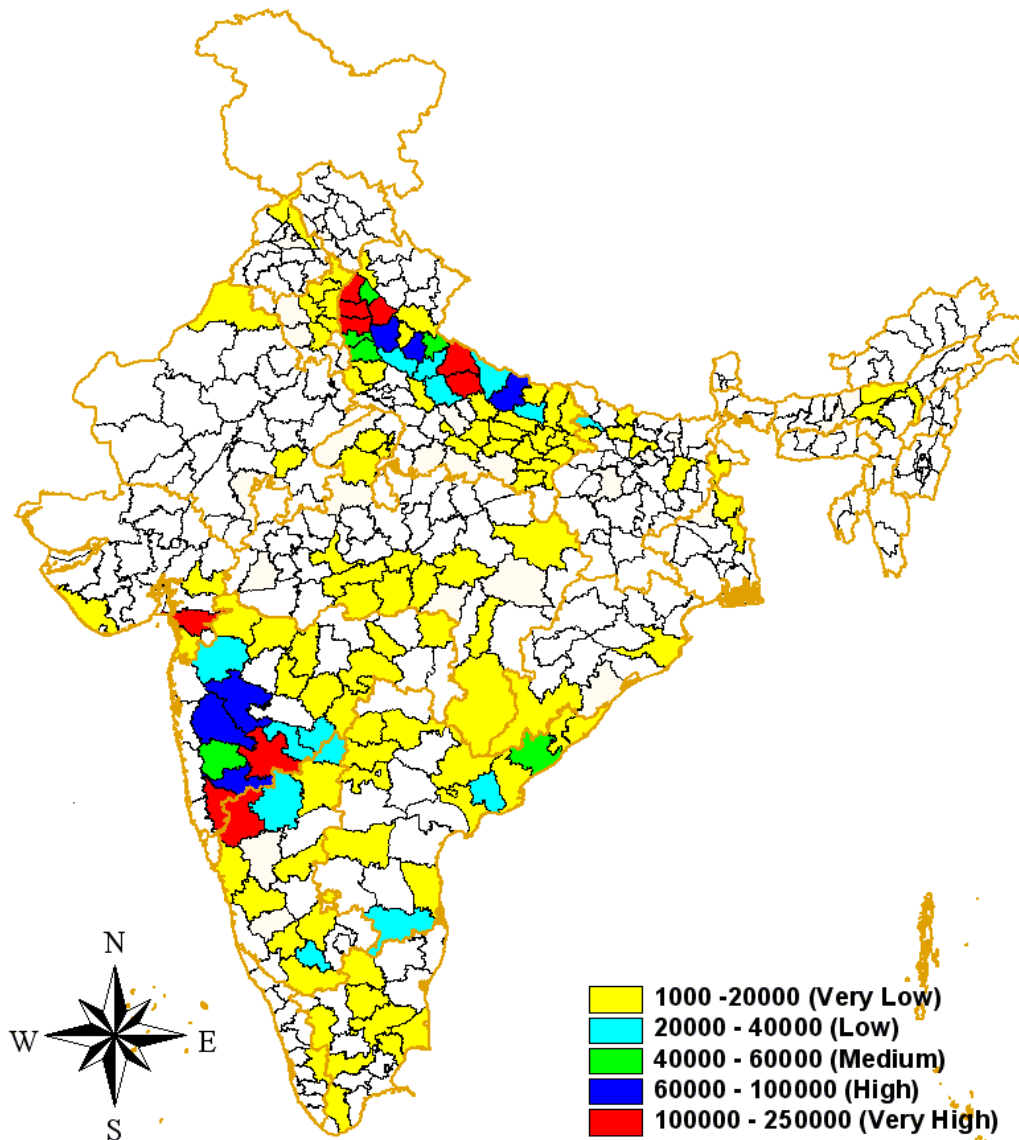 N
W
E
S
1000 -20000 (Very Low)
20000 - 40000 (Low)
40000 - 60000 (Medium)
60000 - 100000 (High)
100000 - 250000 (Very High)